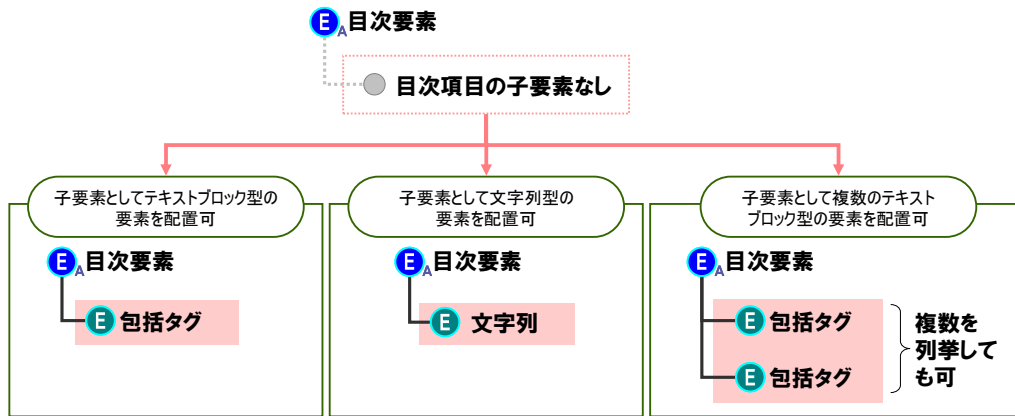 E A 目次要素
目次項目の子要素なし
子要素としてテキストブロック型の
要素を配置可
E A 目次要素
E 包括タグ
子要素として文字列型の
要素を配置可
E A 目次要素
E 文字列
子要素として複数のテキスト
ブロック型の要素を配置可
E A 目次要素
E 包括タグ
E 包括タグ
複数を
列挙して
も可